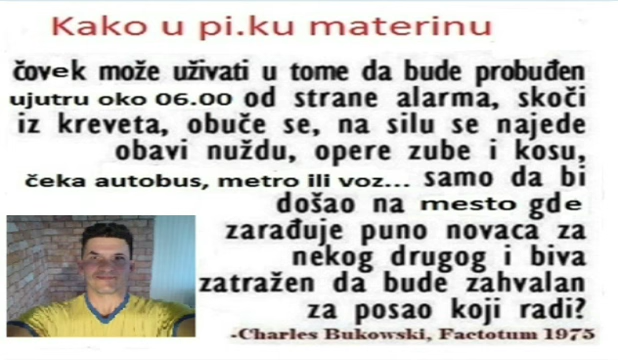 Kako u pi.ku materinu
čovek može uživati u tome da bude probuđen
ujutru oko 06.00 od strane alarma, skoči
iz kreveta, obuče se, na silu se najede
obavi nuždu, opere zube i kosu,
čeka autobus, metro ili voz... samo da bi
došao na mesto gde
zarađuje puno novaca za
nekog drugog i biva
zatražen da bude zahvalan
za posao koji radi?
-Charles Bukowski, Factotum 1975